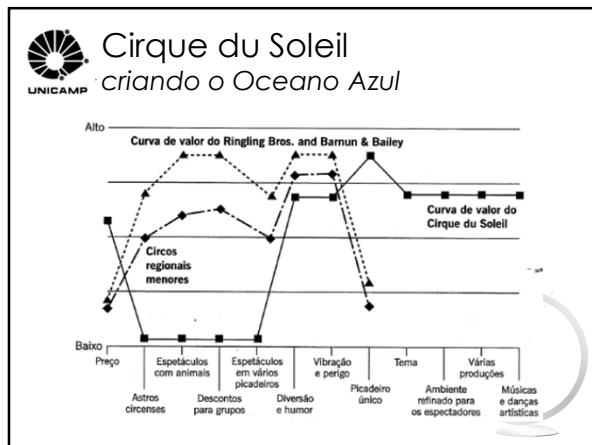 UNICAMP
Cirque du Soleil
criando o Oceano Azul
Alto
Curva de valor do Ringling Bros. and Barnun & Bailey
Curva de valor do
Cirque du Soleil
Circos
regionais
menores
Baixo
Preço
Espetáculos
com animais
Espetáculos
em vários
picadeiros
Vibração
e perigo
Tema
Várias
produções
Astros
circenses
Descontos
para grupos
Diversão
e humor
Picadeiro
único
Ambiente
refinado para
os espectadores
Músicas
e danças
artísticas